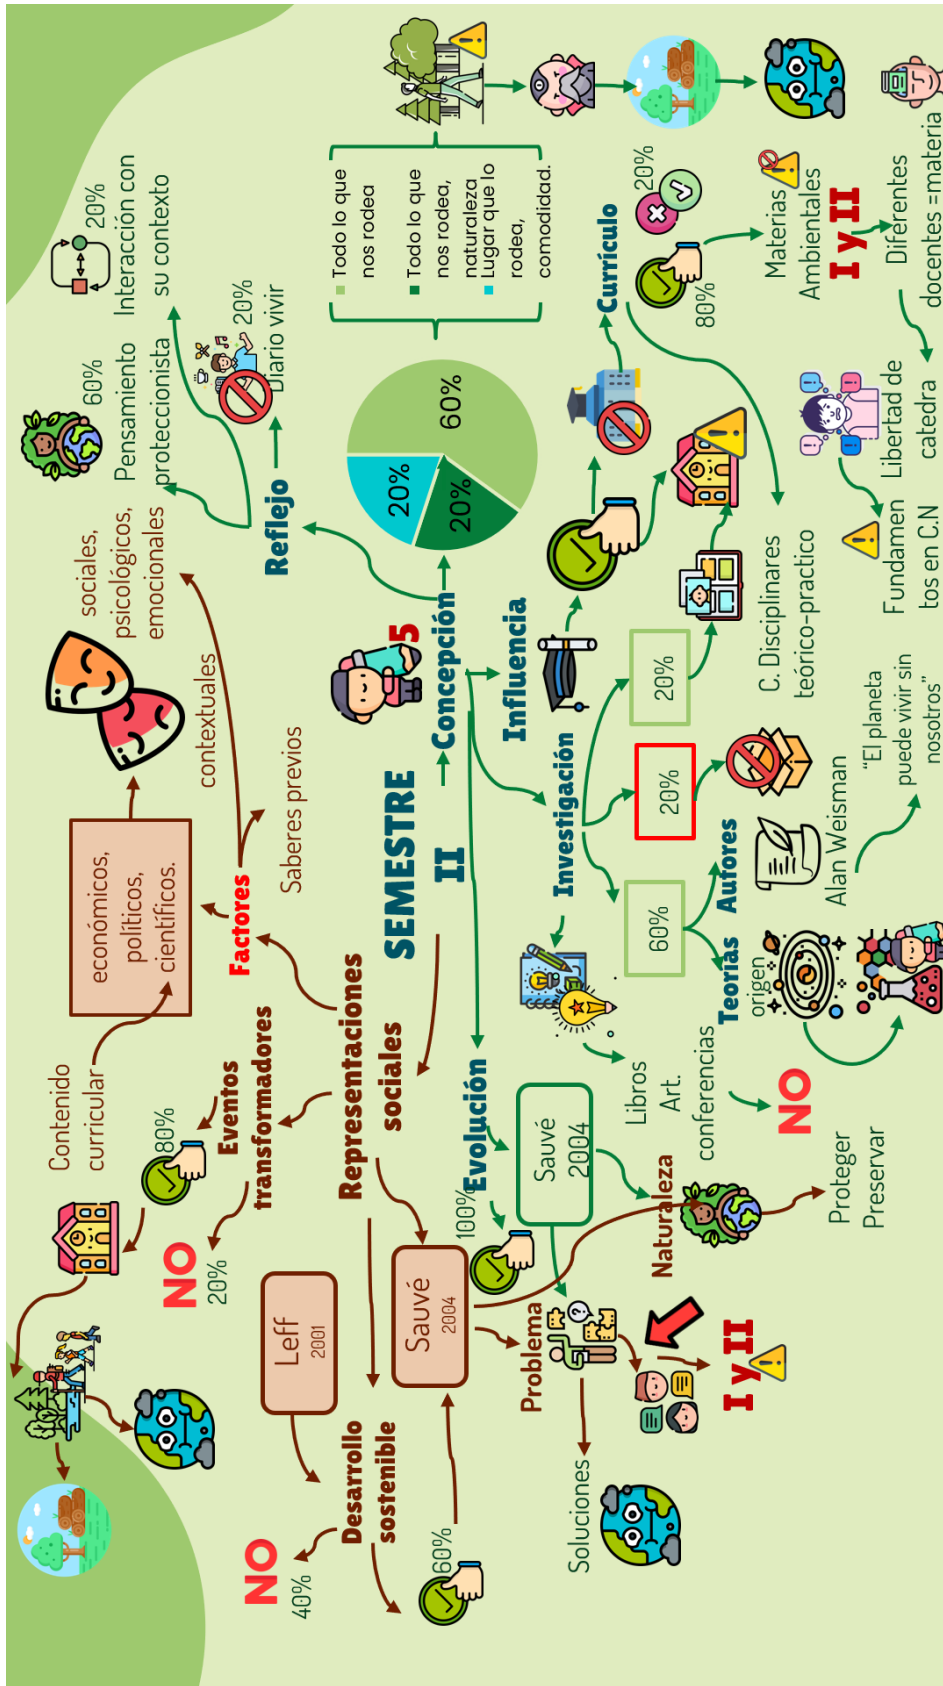 Contenido
curricular
económicos,
políticos,
científicos.
sociales,
psicológicos,
emocionales
contextuales
Saberes previos
Factores
NO
20%
80%
Eventos
transformadores
Leff
2001
NO
40%
Desarrollo
sostenible
60%
Sauvé
2004
Representaciones
sociales
SEMESTRE
II
5
Concepción
Reflejo
60%
Pensamiento
proteccionista
20%
Interacción con
su contexto
20%
Diario vivir
20%
20%
60%
Todo lo que
nos rodea
Todo lo que
nos rodea,
naturaleza
Lugar que lo
rodea,
comodidad.
Influencia
Currículo
80%
20%
Materias
Ambientales
I y II
Diferentes
docentes =materia
Libertad de
catedra
Fundamen
tos en C.N
C. Disciplinares
teórico-practico
Investigación
60%
20%
20%
Teorías
Autores
origen
Alan Weisman
"El planeta
puede vivir sin
nosotros"
Libros
Art.
conferencias
NO
Evolución
100%
Sauvé
2004
Naturaleza
Proteger
Preservar
Problema
Soluciones
I y II